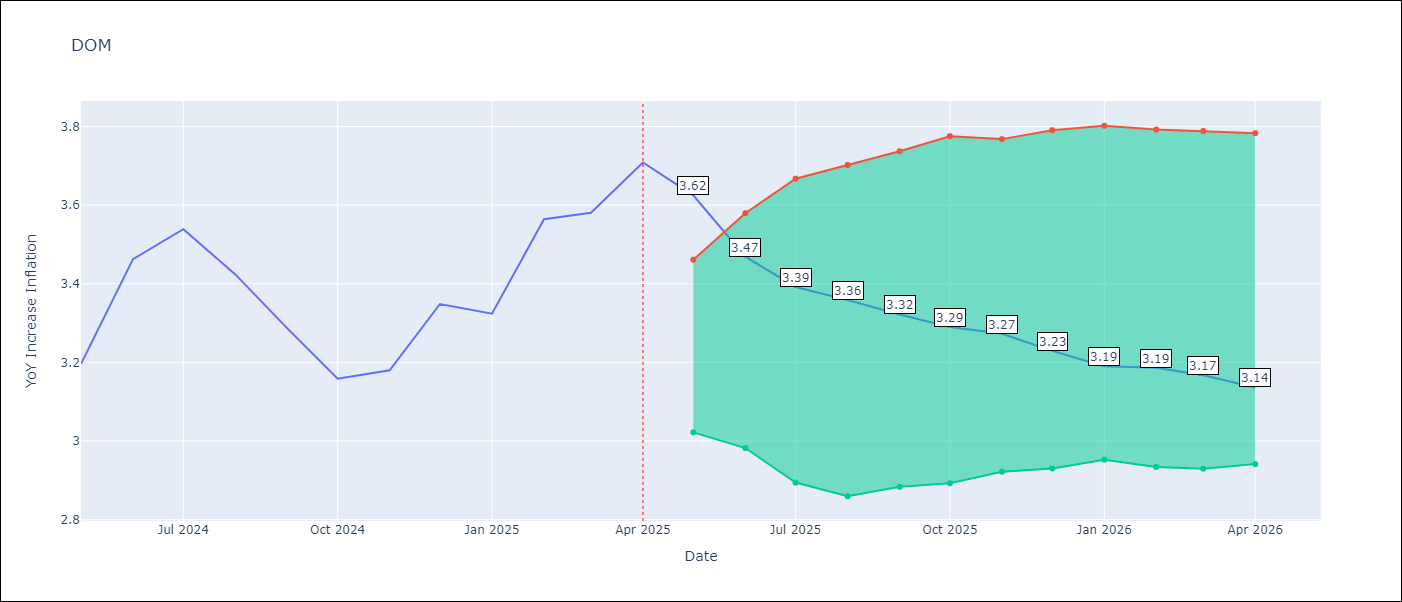 DOM
YoY Increase Inflation
3.8
3.6
3.4
3.2
3
2.8
3.62
3.47
3.39
3.36
3.32
3.29
3.27
3.23
3.19
3.19
3.17
3.14
Jul 2024
Oct 2024
Jan 2025
Apr 2025
Jul 2025
Oct 2025
Jan 2026
Apr 2026
Date